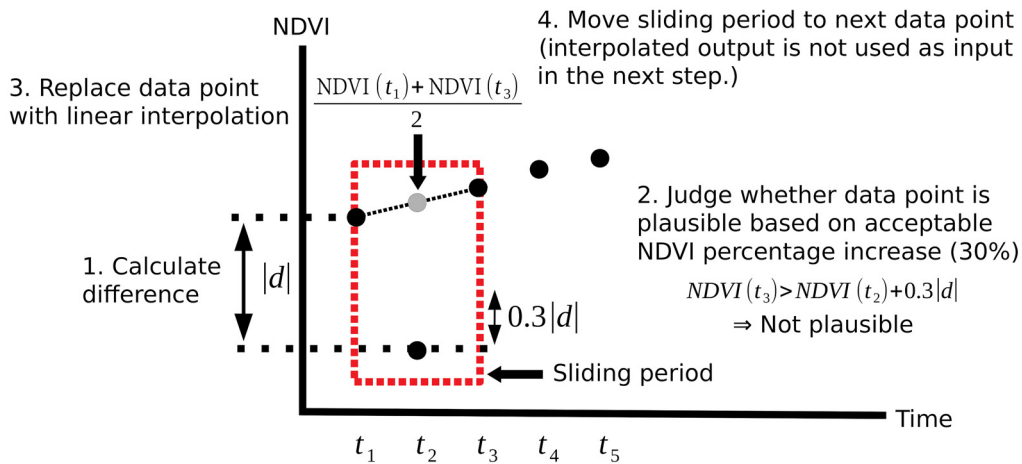 NDVI
4. Move sliding period to next data point
(interpolated output is not used as input
in the next step.)
3. Replace data point
with linear interpolation
NDVI (t₁)+ NDVI (t₃)
2
2. Judge whether data point is
plausible based on acceptable
NDVI percentage increase (30%)
NDVI (t₃)>NDVI (t₂)+0.3|d|
⇒ Not plausible
1. Calculate
difference
|d|
0.3|d|
Sliding period
Time
t₁ t₂ t₃ t₄ t₅